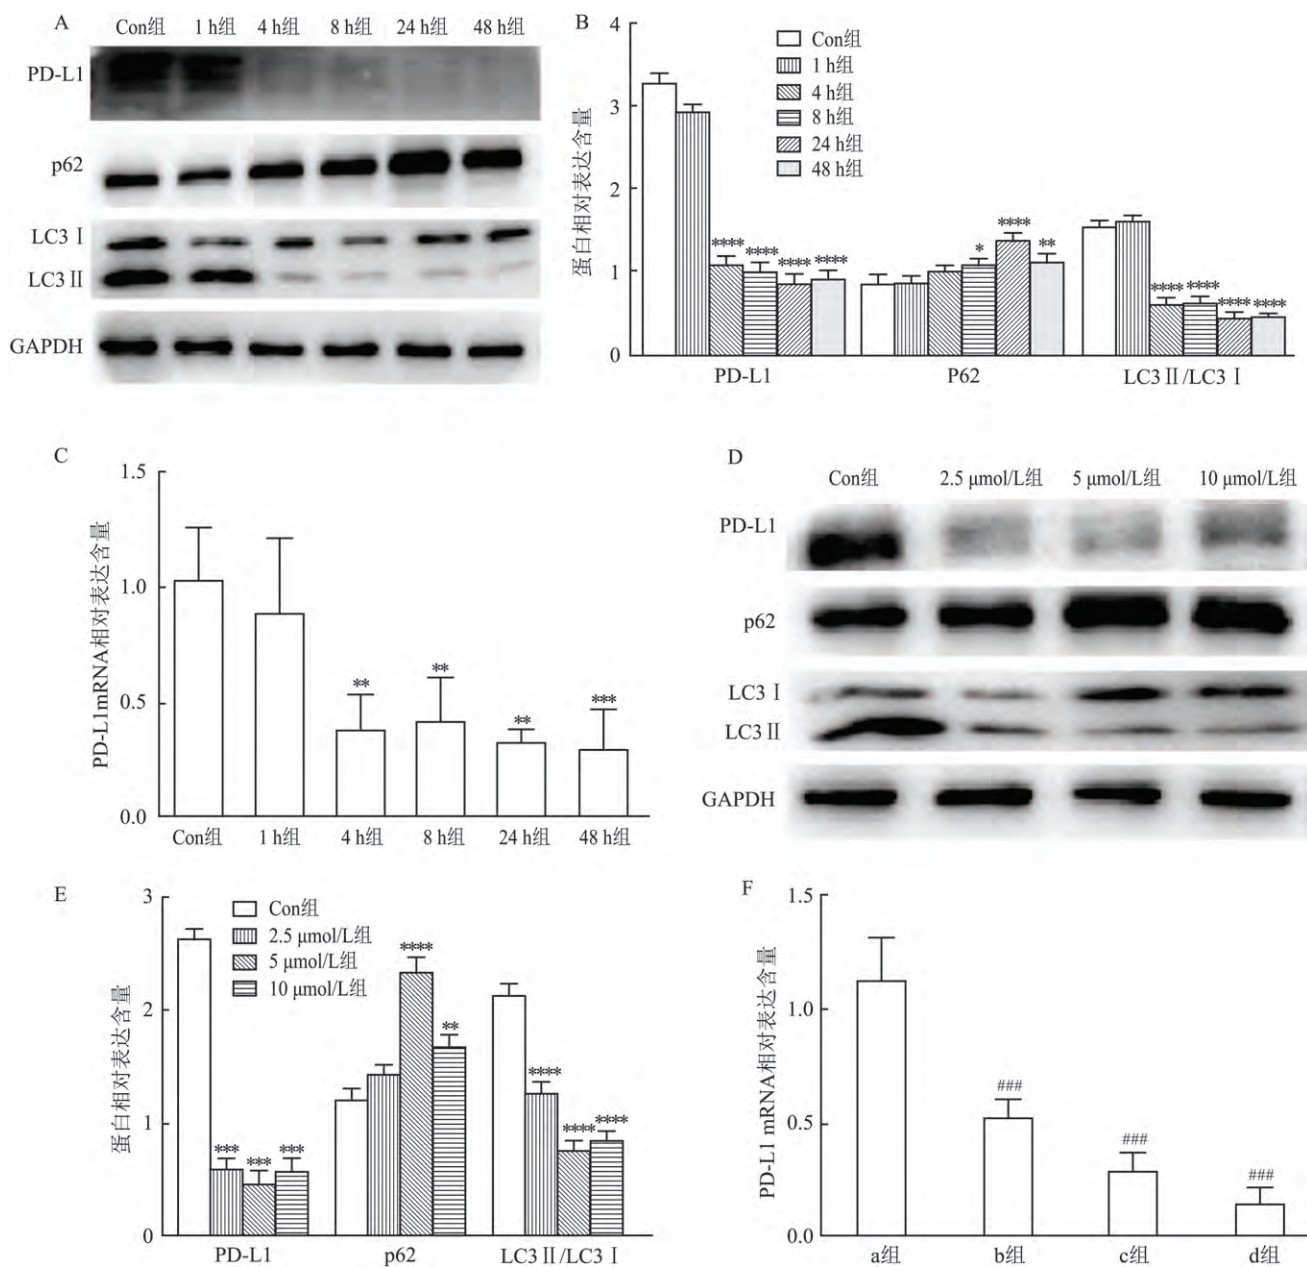 A
Con组 1 h组 4 h组 8 h组 24 h组 48 h组
PD-L1
p62
LC3 Ⅰ
LC3 Ⅱ
GAPDH
B
4
3
2
1
0
蛋白相对表达含量
Con组
1 h组
4 h组
8 h组
24 h组
48 h组
**** **** **** ****
* **** **
**** **** **** ****
PD-L1 P62 LC3 Ⅱ/LC3 Ⅰ
C
1.5
1.0
0.5
0.0
PD-L1mRNA相对表达含量
** ** ** ***
Con组 1 h组 4 h组 8 h组 24 h组 48 h组
D
Con组 2.5 μmol/L组 5 μmol/L组 10 μmol/L组
PD-L1
p62
LC3 Ⅰ
LC3 Ⅱ
GAPDH
E
3
2
1
0
蛋白相对表达含量
Con组
2.5 μmol/L组
5 μmol/L组
10 μmol/L组
*** *** ***
**** **
**** **** ****
PD-L1 p62 LC3 Ⅱ/LC3 Ⅰ
F
1.5
1.0
0.5
0.0
PD-L1 mRNA相对表达含量
### ### ###
a组 b组 c组 d组